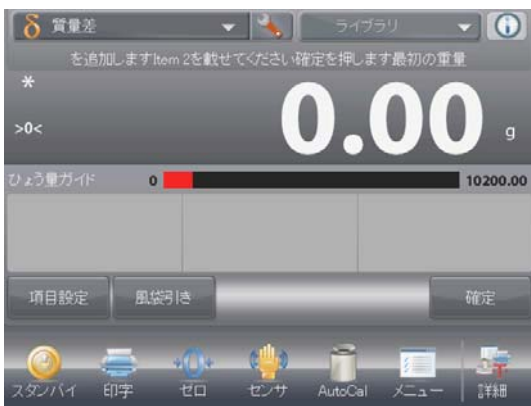 δ 質量差 ライブラリ
を追加しますItem 2を載せてください確定を押します最初の重量
*
>0< 0.00 g
ひょう量ガイド 0 10200.00
項目設定 風袋引き 確定
スタンバイ 印字 ゼロ センサ AutoCal メニュー 詳細